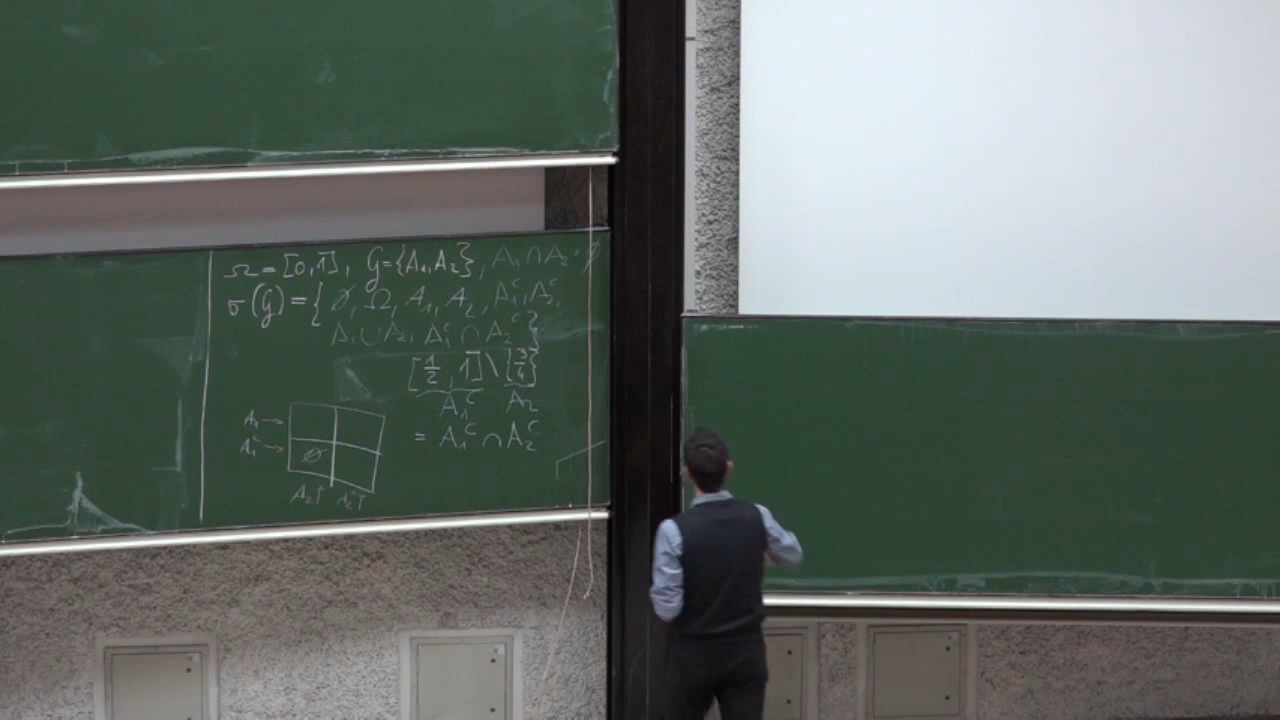 Ω = [0,1], G = {A₁, A₂}, A₁ ∩ A₂ = ∅
σ(G) = { ∅, Ω, A₁, A₂, A₁ᶜ, A₂ᶜ,
A₁ ∪ A₂, A₁ᶜ ∩ A₂ᶜ }
[1/2, 1] \ {3/4}
A₁ᶜ A₂
= A₁ᶜ ∩ A₂ᶜ
A₁ →
A₁ᶜ → ∅
A₂↑ A₂ᶜ↑